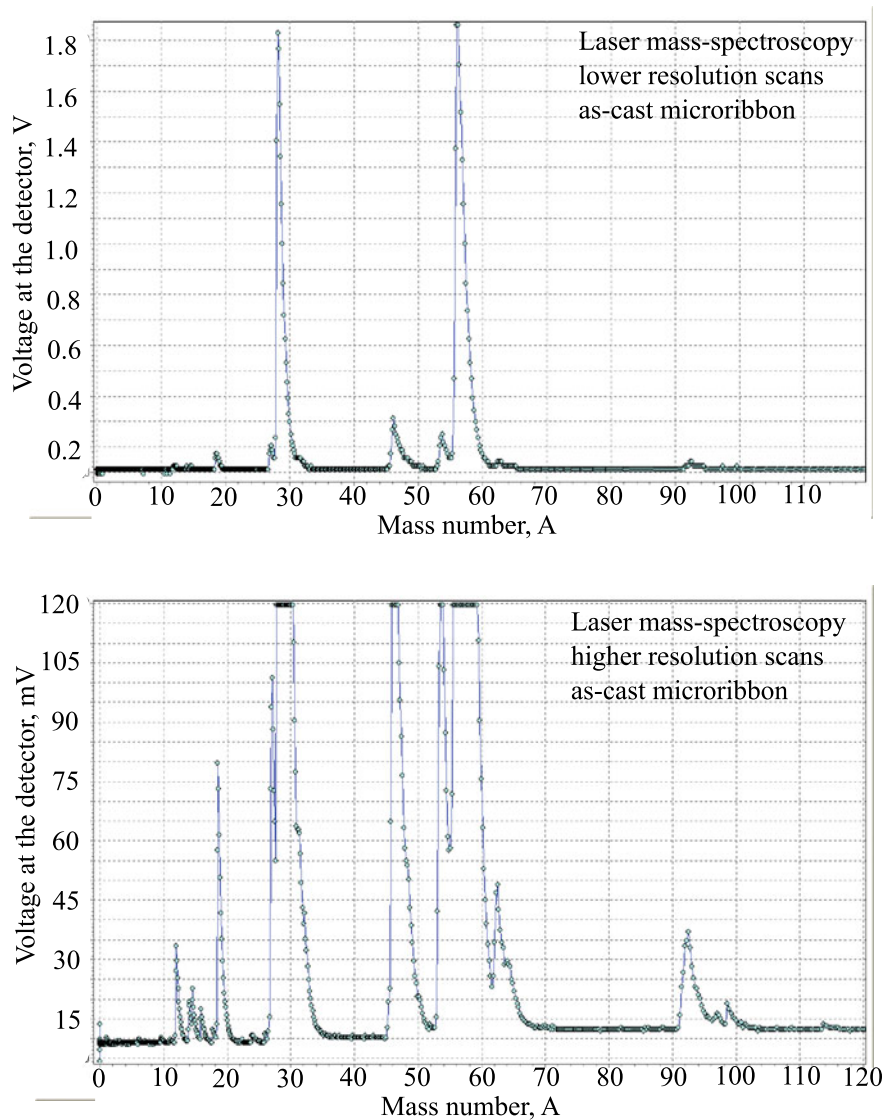 Laser mass-spectroscopy
lower resolution scans
as-cast microribbon
Voltage at the detector, V
1.8
1.6
1.4
1.2
1.0
0.8
0.6
0.4
0.2
0 10 20 30 40 50 60 70 80 90 100 110
Mass number, A
Laser mass-spectroscopy
higher resolution scans
as-cast microribbon
Voltage at the detector, mV
120
105
90
75
60
45
30
15
0 10 20 30 40 50 60 70 80 90 100 110 120
Mass number, A